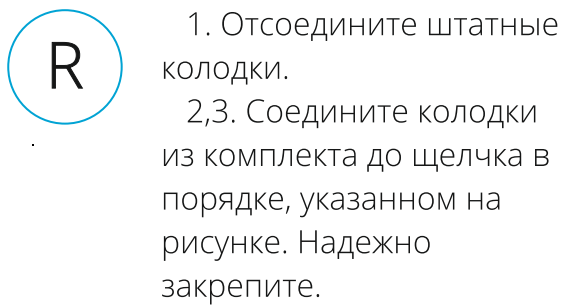 R
1. Отсоедините штатные
колодки.
2,3. Соедините колодки
из комплекта до щелчка в
порядке, указанном на
рисунке. Надежно
закрепите.